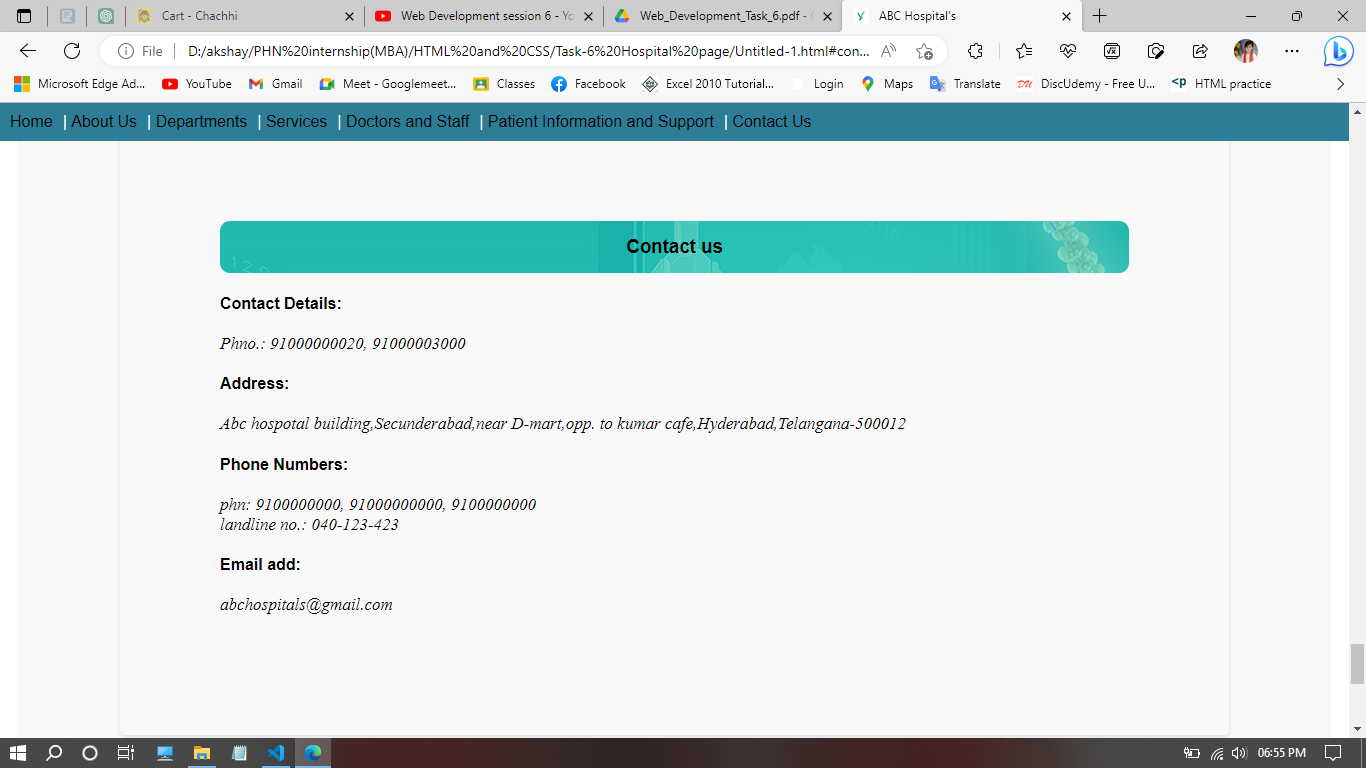 Cart - Chachhi
Web Development session 6 - Yo
Web_Development_Task_6.pdf - G
ABC Hospital's
File
D:/akshay/PHN%20internship(MBA)/HTML%20and%20CSS/Task-6%20Hospital%20page/Untitled-1.html#con...
Microsoft Edge Ad...
YouTube
Gmail
Meet - Googlemeet...
Classes
Facebook
Excel 2010 Tutorial...
Login
Maps
Translate
DiscUdemy - Free U...
HTML practice
Home | About Us | Departments | Services | Doctors and Staff | Patient Information and Support | Contact Us
Contact us
Contact Details:
Phno.: 91000000020, 91000003000
Address:
Abc hospotal building,Secunderabad,near D-mart,opp. to kumar cafe,Hyderabad,Telangana-500012
Phone Numbers:
phn: 9100000000, 91000000000, 9100000000
landline no.: 040-123-423
Email add:
abchospitals@gmail.com
06:55 PM